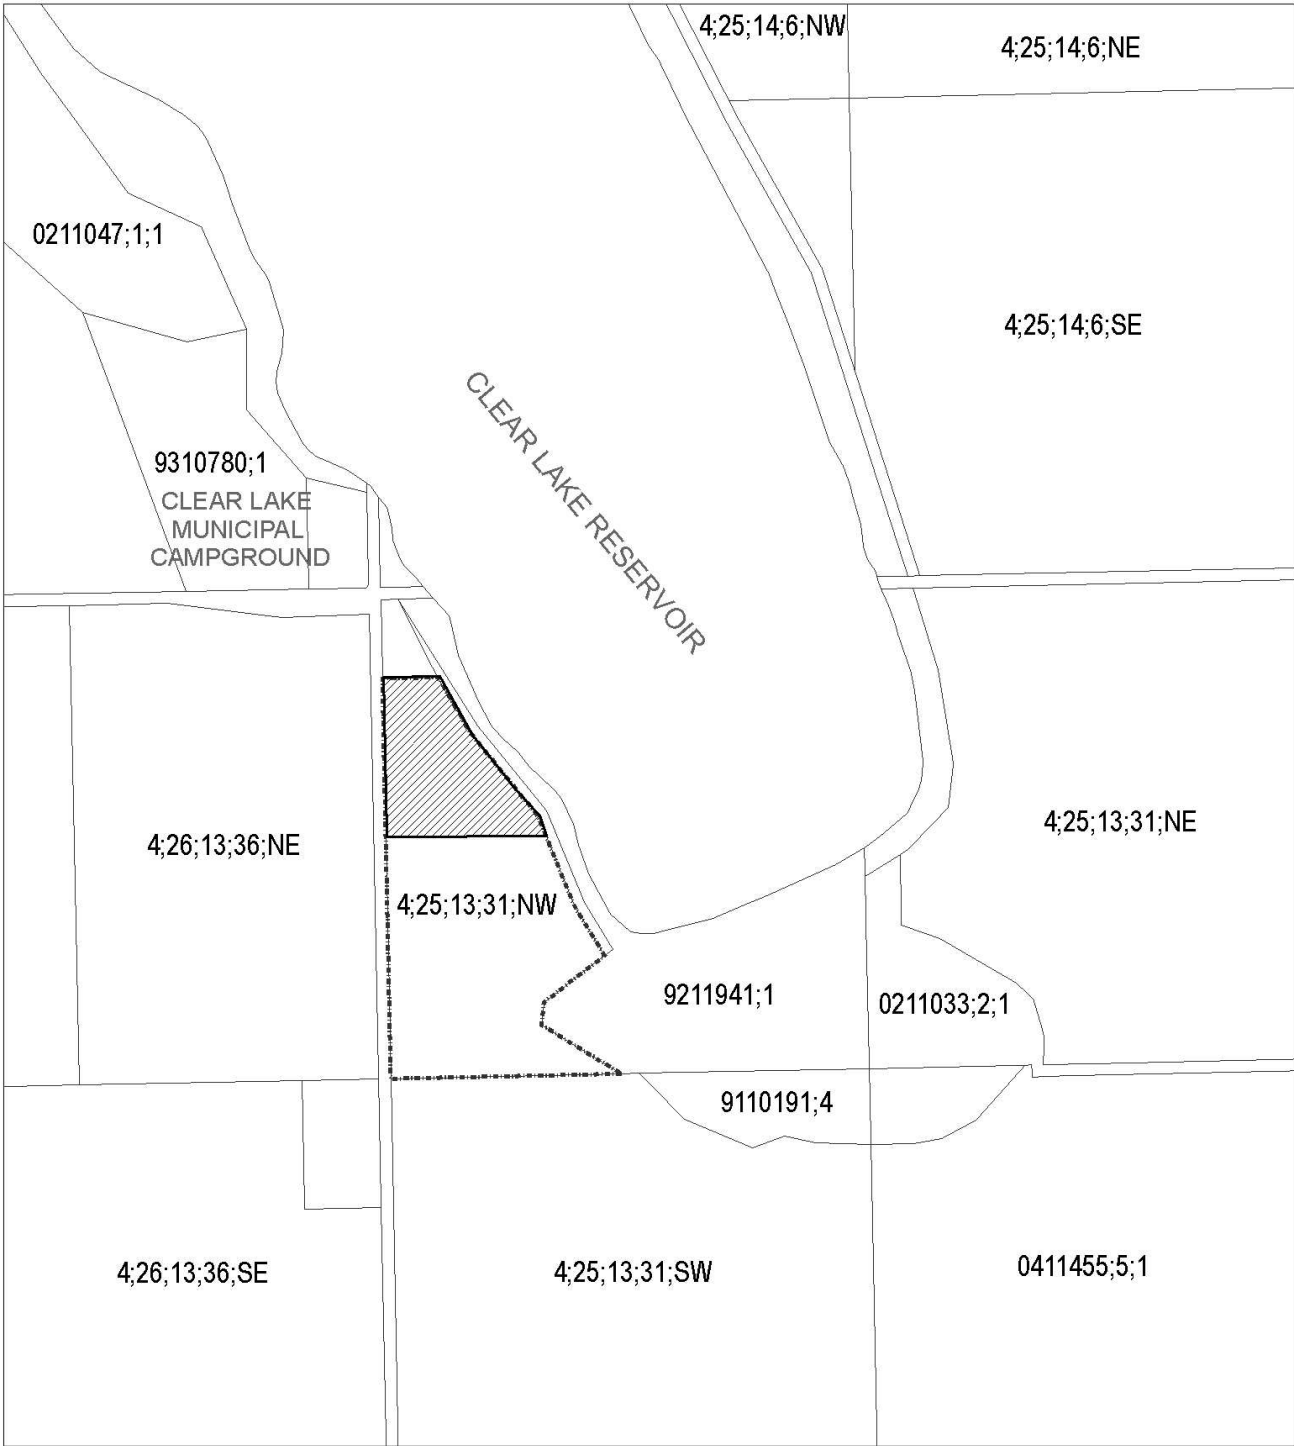 4;25;14;6;NW
4;25;14;6;NE
0211047;1;1
4;25;14;6;SE
CLEAR LAKE RESERVOIR
9310780;1
CLEAR LAKE
MUNICIPAL
CAMPGROUND
4;25;13;31;NE
4;26;13;36;NE
4;25;13;31;NW
9211941;1
0211033;2;1
9110191;4
4;26;13;36;SE
4;25;13;31;SW
0411455;5;1